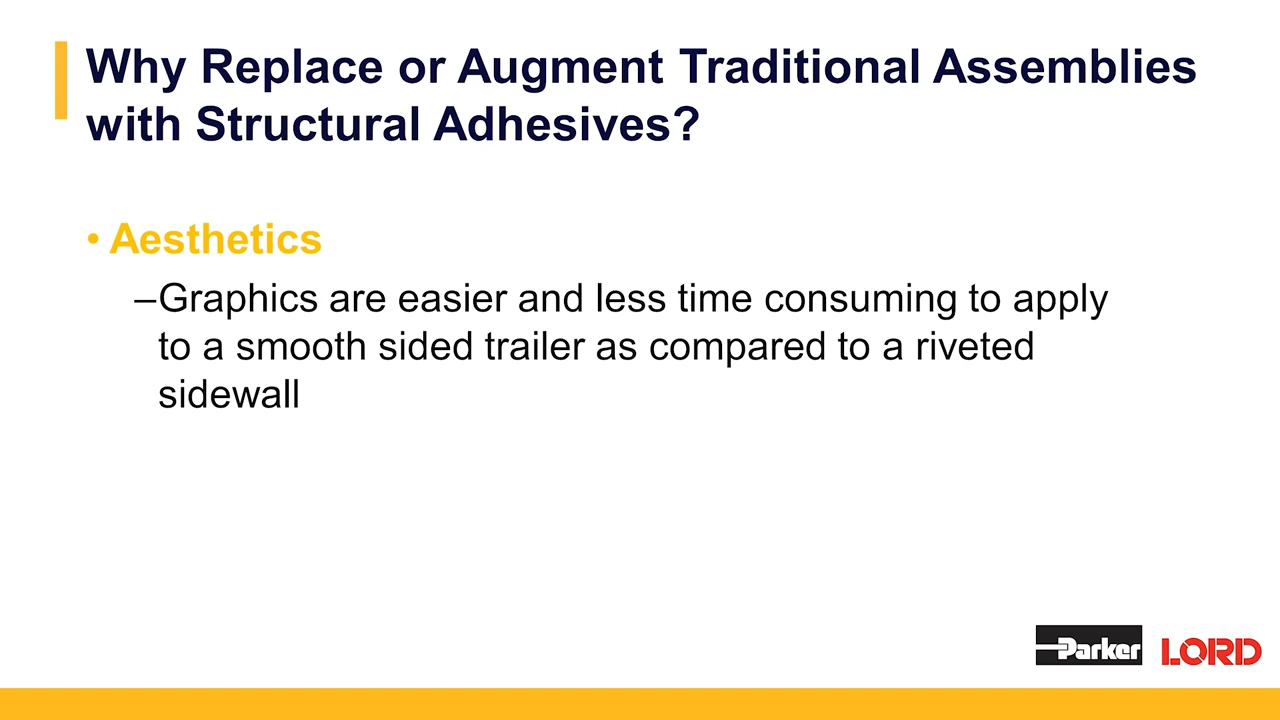 Why Replace or Augment Traditional Assemblies
with Structural Adhesives?
• Aesthetics
–Graphics are easier and less time consuming to apply
to a smooth sided trailer as compared to a riveted
sidewall
Parker LORD